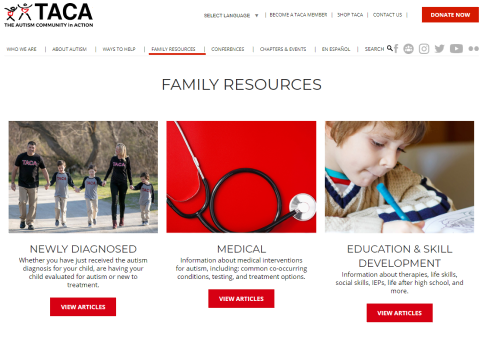 TACA
THE AUTISM COMMUNITY IN ACTION
SELECT LANGUAGE
BECOME A TACA MEMBER | SHOP TACA | CONTACT US |
DONATE NOW
WHO WE ARE | ABOUT AUTISM | WAYS TO HELP | FAMILY RESOURCES | CONFERENCES | CHAPTERS & EVENTS | EN ESPAÑOL | SEARCH
FAMILY RESOURCES
TACA
TACA
NEWLY DIAGNOSED
Whether you have just received the autism
diagnosis for your child, are having your
child evaluated for autism or new to
treatment.
VIEW ARTICLES
MEDICAL
Information about medical interventions
for autism, including: common co-occurring
conditions, testing, and treatment options.
VIEW ARTICLES
EDUCATION & SKILL
DEVELOPMENT
Information about therapies, life skills,
social skills, IEPs, life after high school, and
more.
VIEW ARTICLES